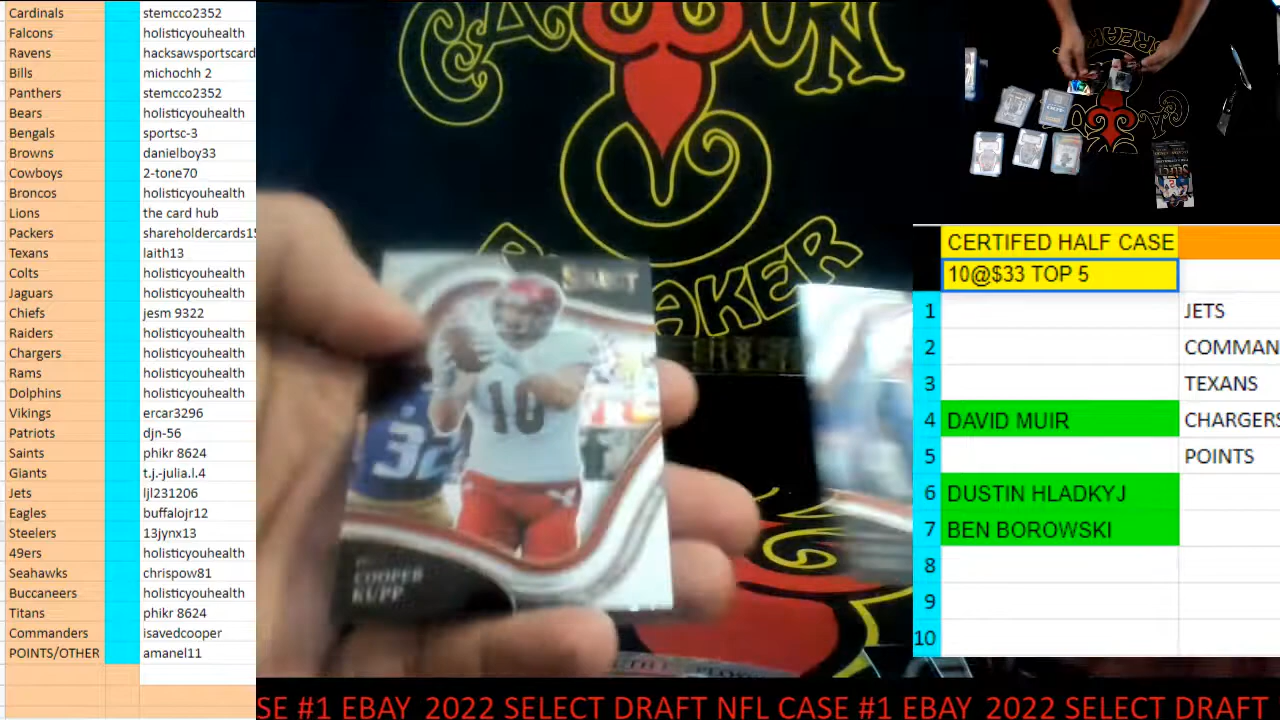 Cardinals stemcco2352
Falcons holisticyouhealth
Ravens hacksawsportscard
Bills michochh 2
Panthers stemcco2352
Bears holisticyouhealth
Bengals sportsc-3
Browns danielboy33
Cowboys 2-tone70
Broncos holisticyouhealth
Lions the card hub
Packers shareholdercards15
Texans laith13
Colts holisticyouhealth
Jaguars holisticyouhealth
Chiefs jesm 9322
Raiders holisticyouhealth
Chargers holisticyouhealth
Rams holisticyouhealth
Dolphins holisticyouhealth
Vikings ercar3296
Patriots djn-56
Saints phikr 8624
Giants t.j.-julia.l.4
Jets ljl231206
Eagles buffalojr12
Steelers 13jynx13
49ers holisticyouhealth
Seahawks chrispow81
Buccaneers holisticyouhealth
Titans phikr 8624
Commanders isavedcooper
POINTS/OTHER amanel11
SELECT
10
32
COOPER
KUPP
CERTIFED HALF CASE
10@$33 TOP 5
1 JETS
2 COMMAN
3 TEXANS
4 DAVID MUIR CHARGERS
5 POINTS
6 DUSTIN HLADKYJ
7 BEN BOROWSKI
8
9
10
SE #1 EBAY 2022 SELECT DRAFT NFL CASE #1 EBAY 2022 SELECT DRAFT